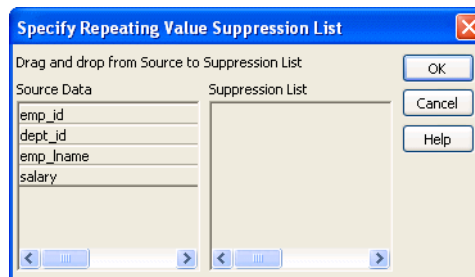 Specify Repeating Value Suppression List
Drag and drop from Source to Suppression List
Source Data
Suppression List
emp_id
dept_id
emp_lname
salary
OK
Cancel
Help